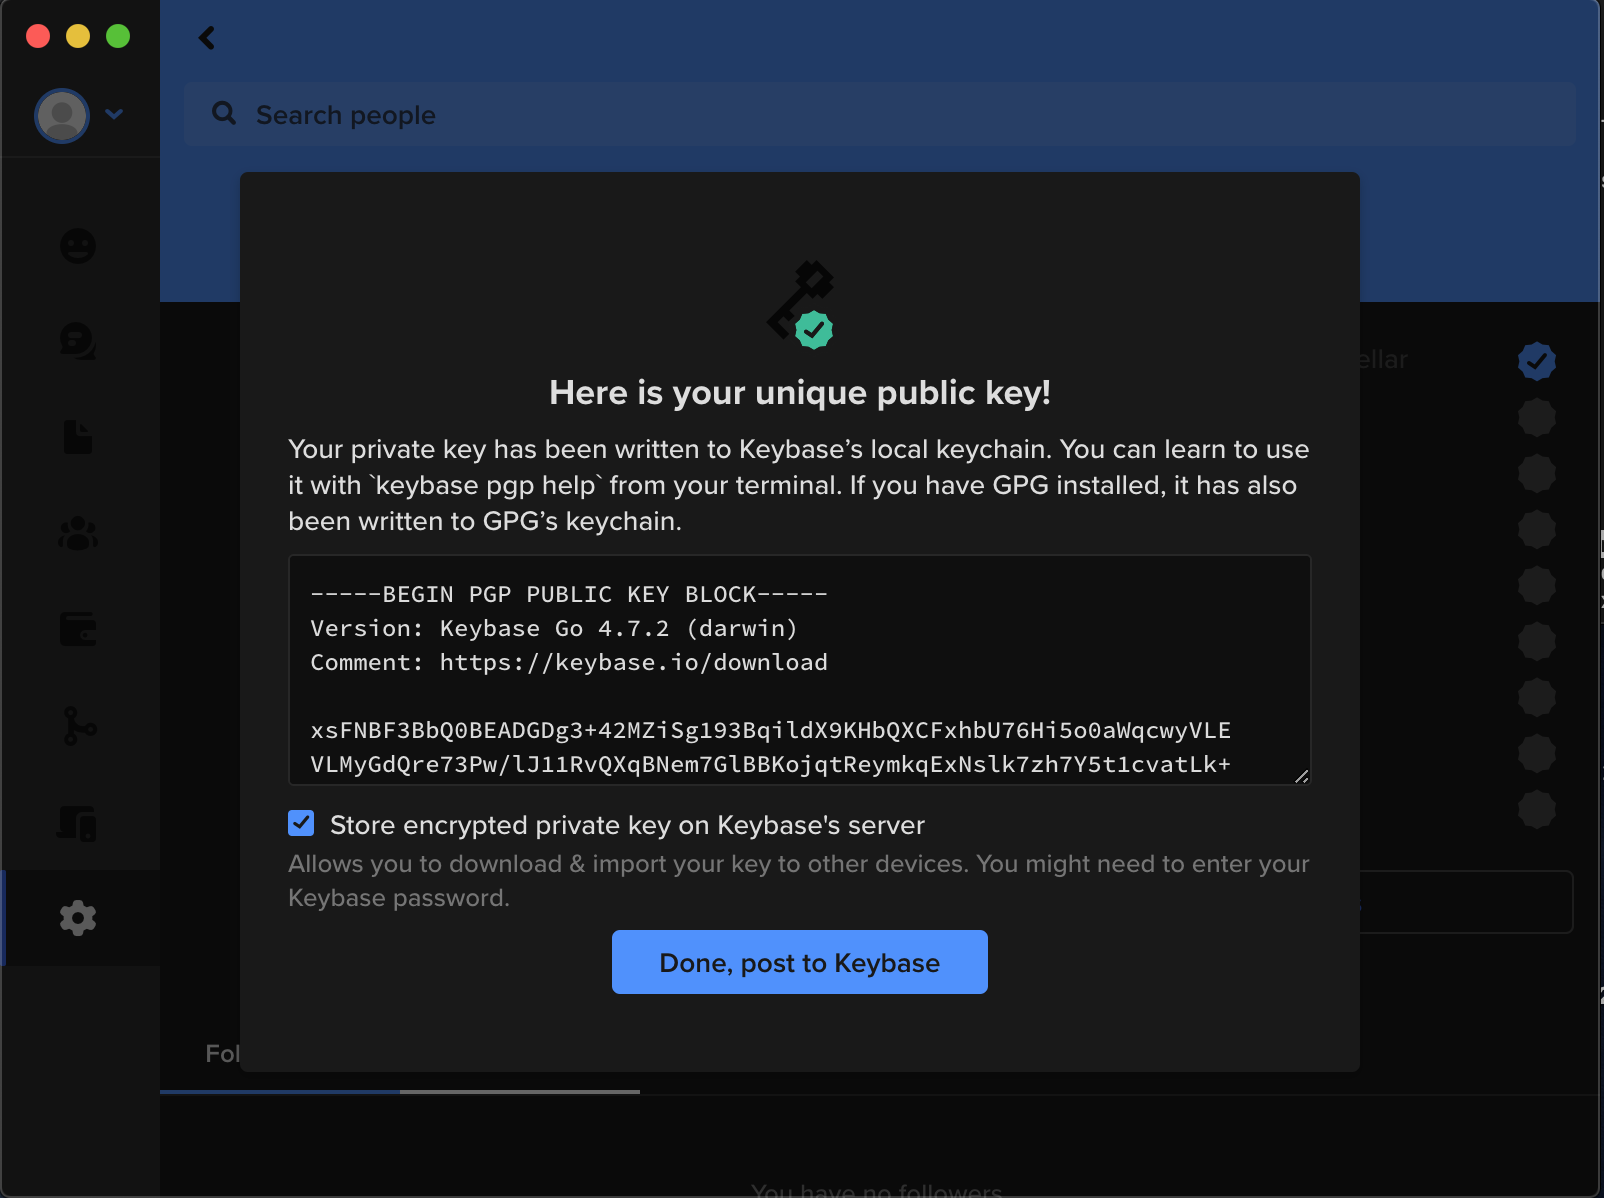 Search people
ellar
Here is your unique public key!
Your private key has been written to Keybase’s local keychain. You can learn to use
it with `keybase pgp help` from your terminal. If you have GPG installed, it has also
been written to GPG’s keychain.
-----BEGIN PGP PUBLIC KEY BLOCK-----
Version: Keybase Go 4.7.2 (darwin)
Comment: https://keybase.io/download
xsFNBF3BbQ0BEADGDg3+42MZiSg193BqildX9KHbQXCFxhbU76Hi5o0aWqcwyVLE
VLMyGdQre73Pw/lJ11RvQXqBNem7GlBBKojqtReymkqExNslk7zh7Y5t1cvatLk+
Store encrypted private key on Keybase's server
Allows you to download & import your key to other devices. You might need to enter your
Keybase password.
Done, post to Keybase
Fol
You have no followers